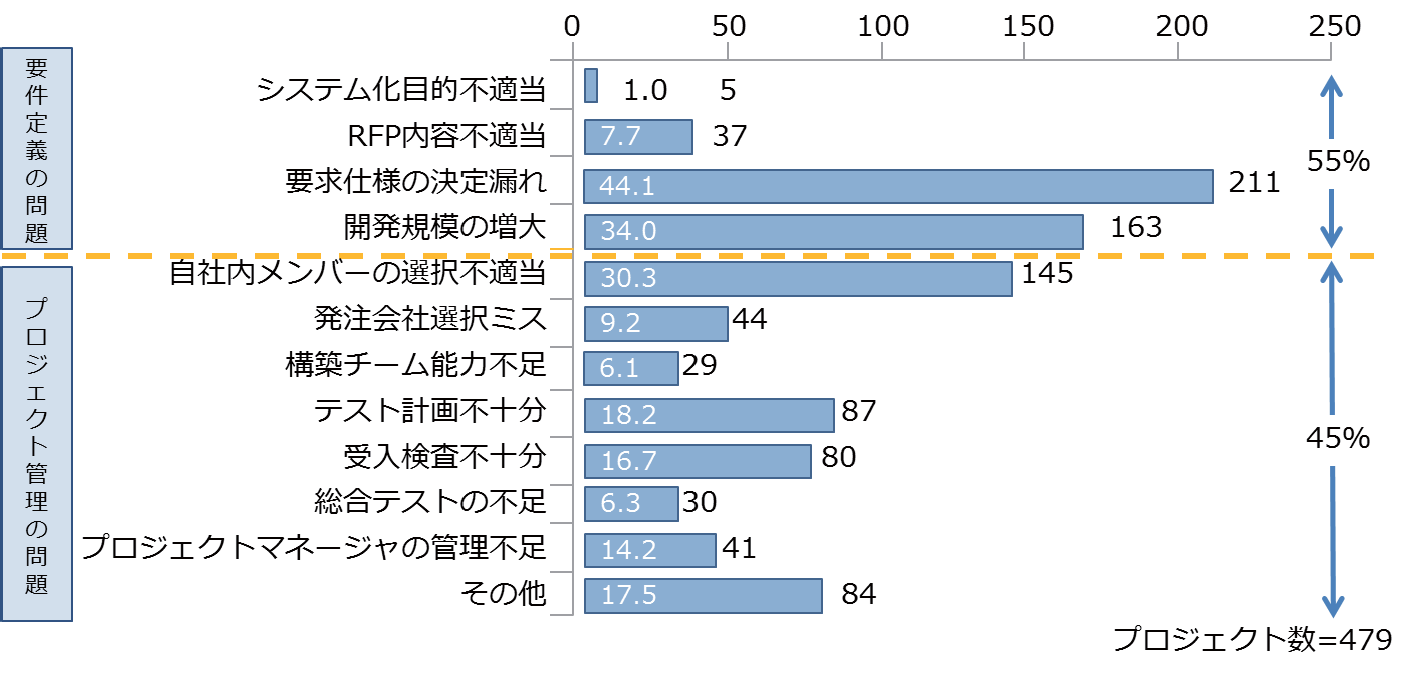 0 50 100 150 200 250
要件定義の問題
システム化目的不適当 1.0 5
RFP内容不適当 7.7 37
要求仕様の決定漏れ 44.1 211
開発規模の増大 34.0 163
55%
プロジェクト管理の問題
自社内メンバーの選択不適当 30.3 145
発注会社選択ミス 9.2 44
構築チーム能力不足 6.1 29
テスト計画不十分 18.2 87
受入検査不十分 16.7 80
総合テストの不足 6.3 30
プロジェクトマネージャの管理不足 14.2 41
その他 17.5 84
45%
プロジェクト数=479